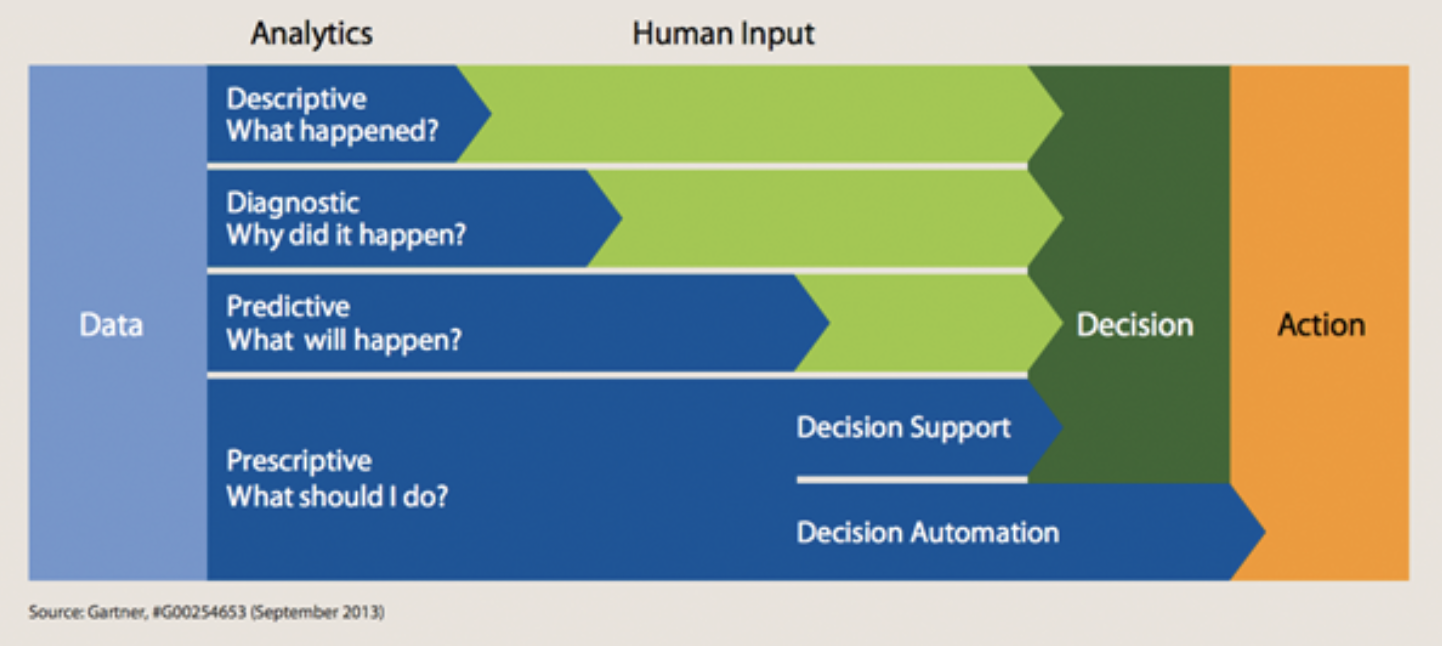 Analytics
Human Input
Descriptive
What happened?
Diagnostic
Why did it happen?
Predictive
What will happen?
Data
Decision
Action
Decision Support
Prescriptive
What should I do?
Decision Automation
Source: Gartner, #G00254653 (September 2013)